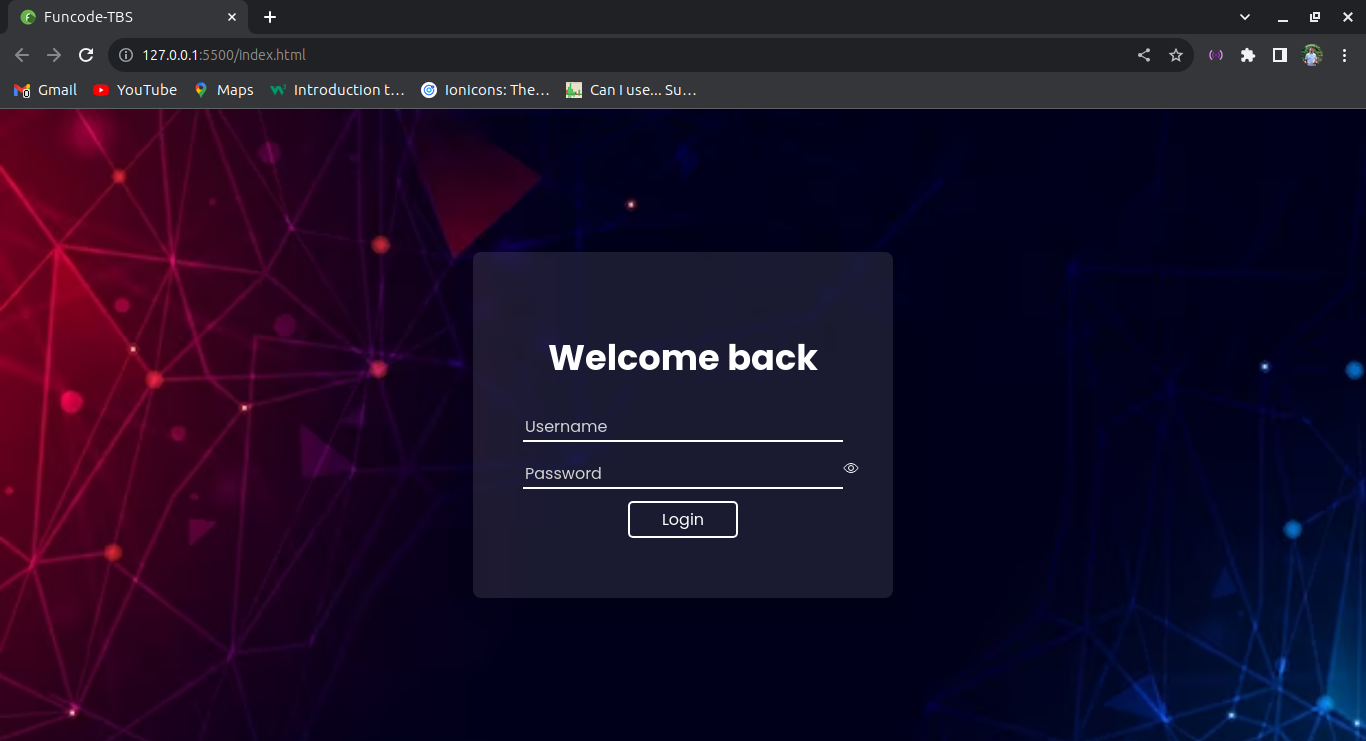 Funcode-TBS
127.0.0.1:5500/index.html
Gmail YouTube Maps Introduction t... Ionicons: The... Can I use... Su...
Welcome back
Username
Password
Login